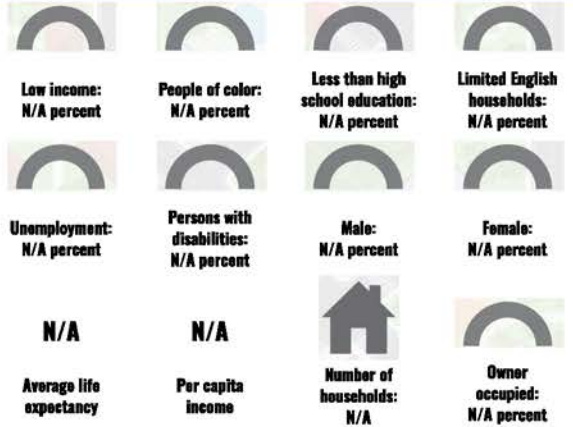 Low income:
N/A percent
People of color:
N/A percent
Less than high
school education:
N/A percent
Limited English
households:
N/A percent
Unemployment:
N/A percent
Persons with
disabilities:
N/A percent
Male:
N/A percent
Female:
N/A percent
N/A
Average life
expectancy
N/A
Per capita
income
Number of
households:
N/A
Owner
occupied:
N/A percent